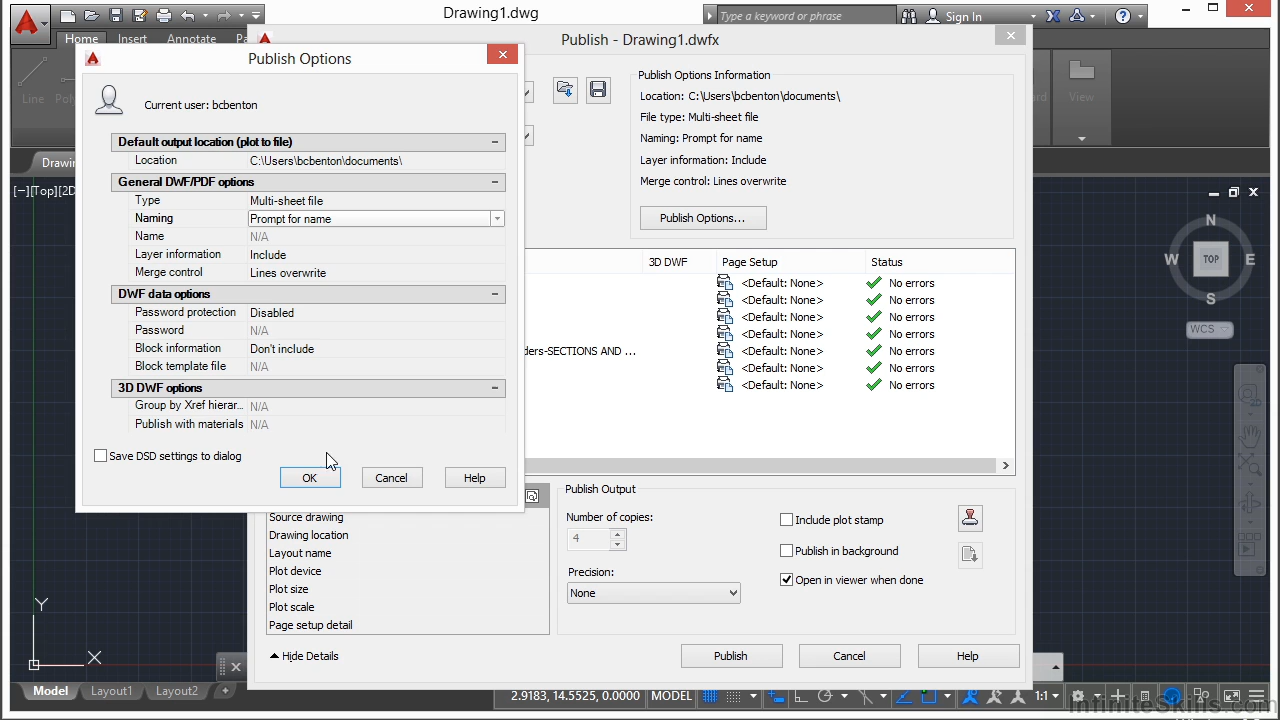 Drawing1.dwg
Type a keyword or phrase
Sign In
Home
Insert
Annotate
Pa
Line
View
Drawin
[−][Top][2D
Publish - Drawing1.dwfx
Publish Options Information
Location: C:\Users\bcbenton\documents\
File type: Multi-sheet file
Naming: Prompt for name
Layer information: Include
Merge control: Lines overwrite
Publish Options...
3D DWF
Page Setup
Status
<Default: None>
No errors
<Default: None>
No errors
<Default: None>
No errors
<Default: None>
No errors
ders-SECTIONS AND ...
<Default: None>
No errors
<Default: None>
No errors
<Default: None>
No errors
Publish Options
Current user: bcbenton
Default output location (plot to file)
Location
C:\Users\bcbenton\documents\
General DWF/PDF options
Type
Multi-sheet file
Naming
Prompt for name
Name
N/A
Layer information
Include
Merge control
Lines overwrite
DWF data options
Password protection
Disabled
Password
N/A
Block information
Don't include
Block template file
N/A
3D DWF options
Group by Xref hierar...
N/A
Publish with materials
N/A
Save DSD settings to dialog
OK
Cancel
Help
Source drawing
Drawing location
Layout name
Plot device
Plot size
Plot scale
Page setup detail
Hide Details
Publish Output
Number of copies:
4
Precision:
None
Include plot stamp
Publish in background
Open in viewer when done
Publish
Cancel
Help
N
W
TOP
E
S
WCS
Y
X
Model
Layout1
Layout2
2.9183, 14.5525, 0.0000
MODEL
1:1
InfiniteSkills.com